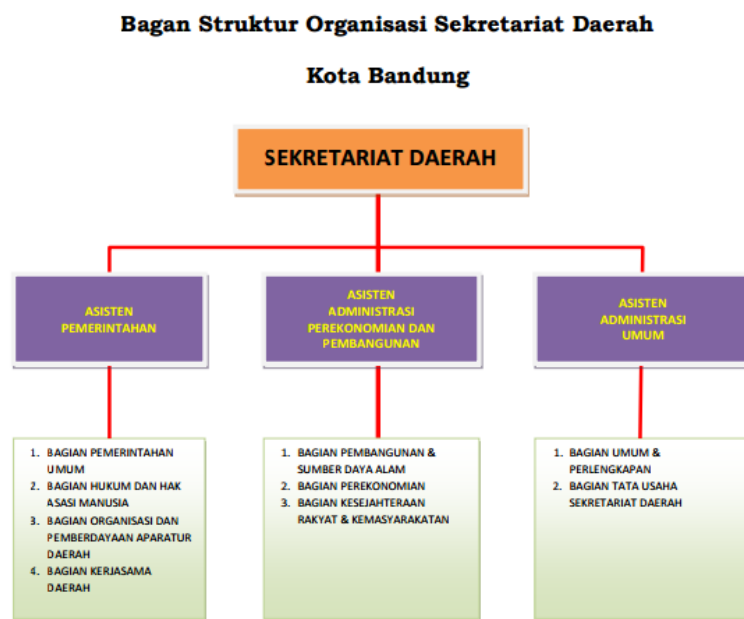 Bagan Struktur Organisasi Sekretariat Daerah
Kota Bandung
SEKRETARIAT DAERAH
ASISTEN
PEMERINTAHAN
ASISTEN
ADMINISTRASI
PEREKONOMIAN DAN
PEMBANGUNAN
ASISTEN
ADMINISTRASI
UMUM
1. BAGIAN PEMERINTAHAN
UMUM
2. BAGIAN HUKUM DAN HAK
ASASI MANUSIA
3. BAGIAN ORGANISASI DAN
PEMBERDAYAAN APARATUR
DAERAH
4. BAGIAN KERJASAMA
DAERAH
1. BAGIAN PEMBANGUNAN &
SUMBER DAYA ALAM
2. BAGIAN PEREKONOMIAN
3. BAGIAN KESEJAHTERAAN
RAKYAT & KEMASYARAKATAN
1. BAGIAN UMUM &
PERLENGKAPAN
2. BAGIAN TATA USAHA
SEKRETARIAT DAERAH